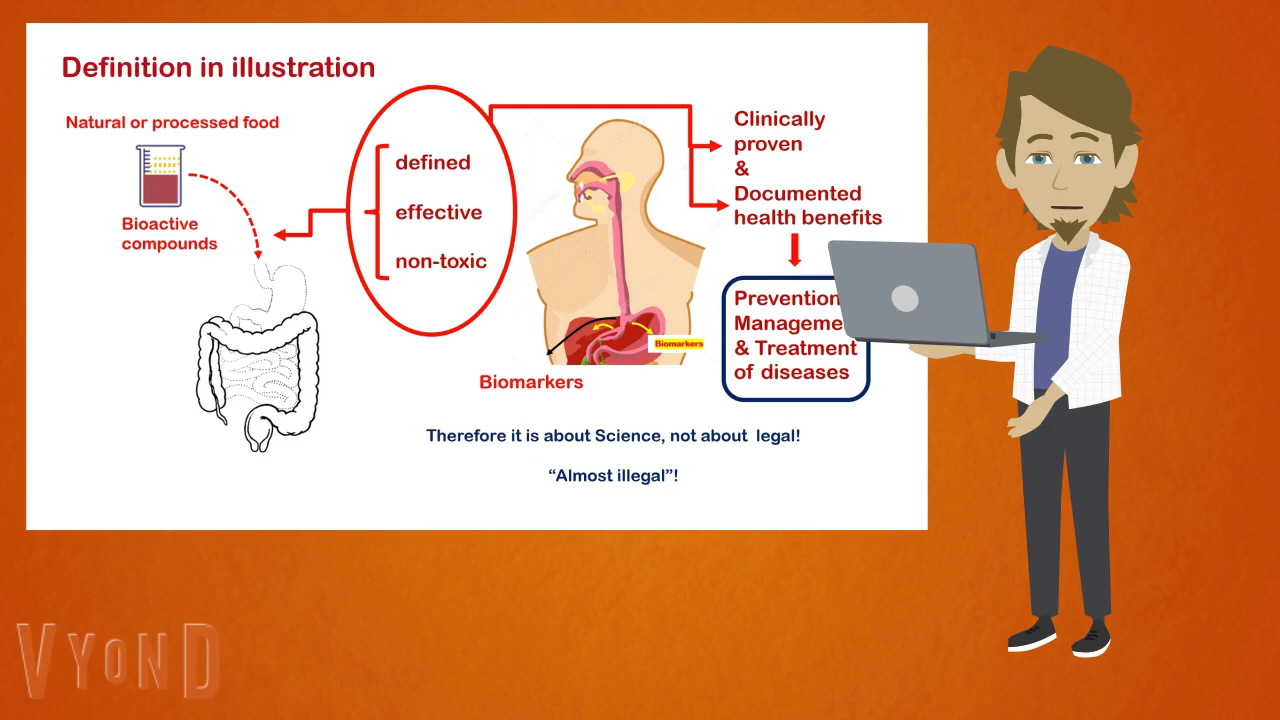 Definition in illustration
Natural or processed food
Bioactive
compounds
defined
effective
non-toxic
Clinically
proven
&
Documented
health benefits
Prevention
Manageme
& Treatment
of diseases
Biomarkers
Biomarkers
Therefore it is about Science, not about legal!
“Almost illegal”!
VYOND